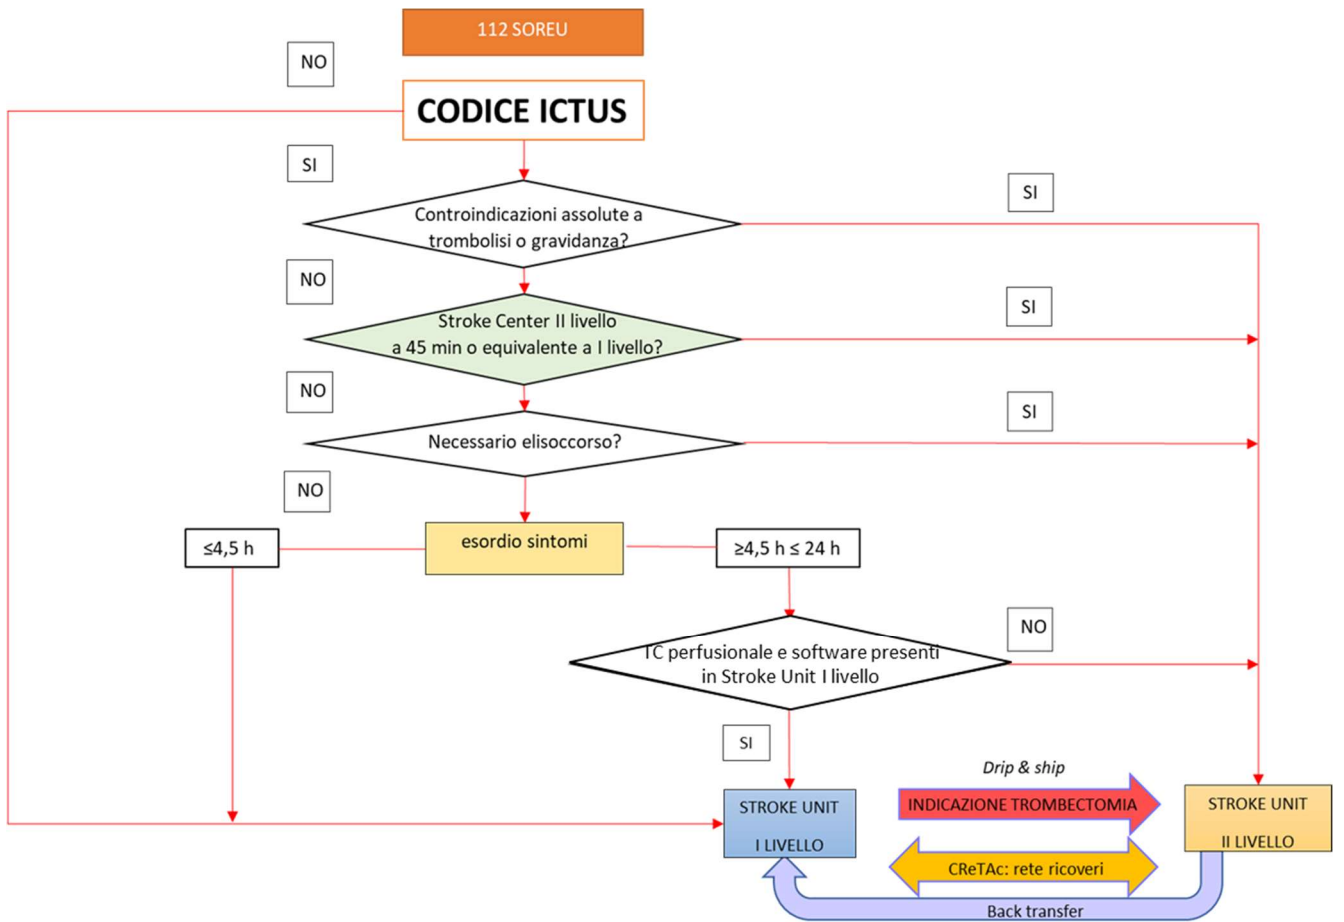 112 SOREU
NO
CODICE ICTUS
SI
Controindicazioni assolute a
trombolisi o gravidanza?
SI
NO
Stroke Center II livello
a 45 min o equivalente a I livello?
SI
NO
Necessario elisoccorso?
SI
NO
≤4,5 h
esordio sintomi
≥4,5 h ≤ 24 h
TC perfusionale e software presenti
in Stroke Unit I livello
NO
SI
Drip & ship
STROKE UNIT
I LIVELLO
INDICAZIONE TROMBECTOMIA
STROKE UNIT
II LIVELLO
CReTAc: rete ricoveri
Back transfer